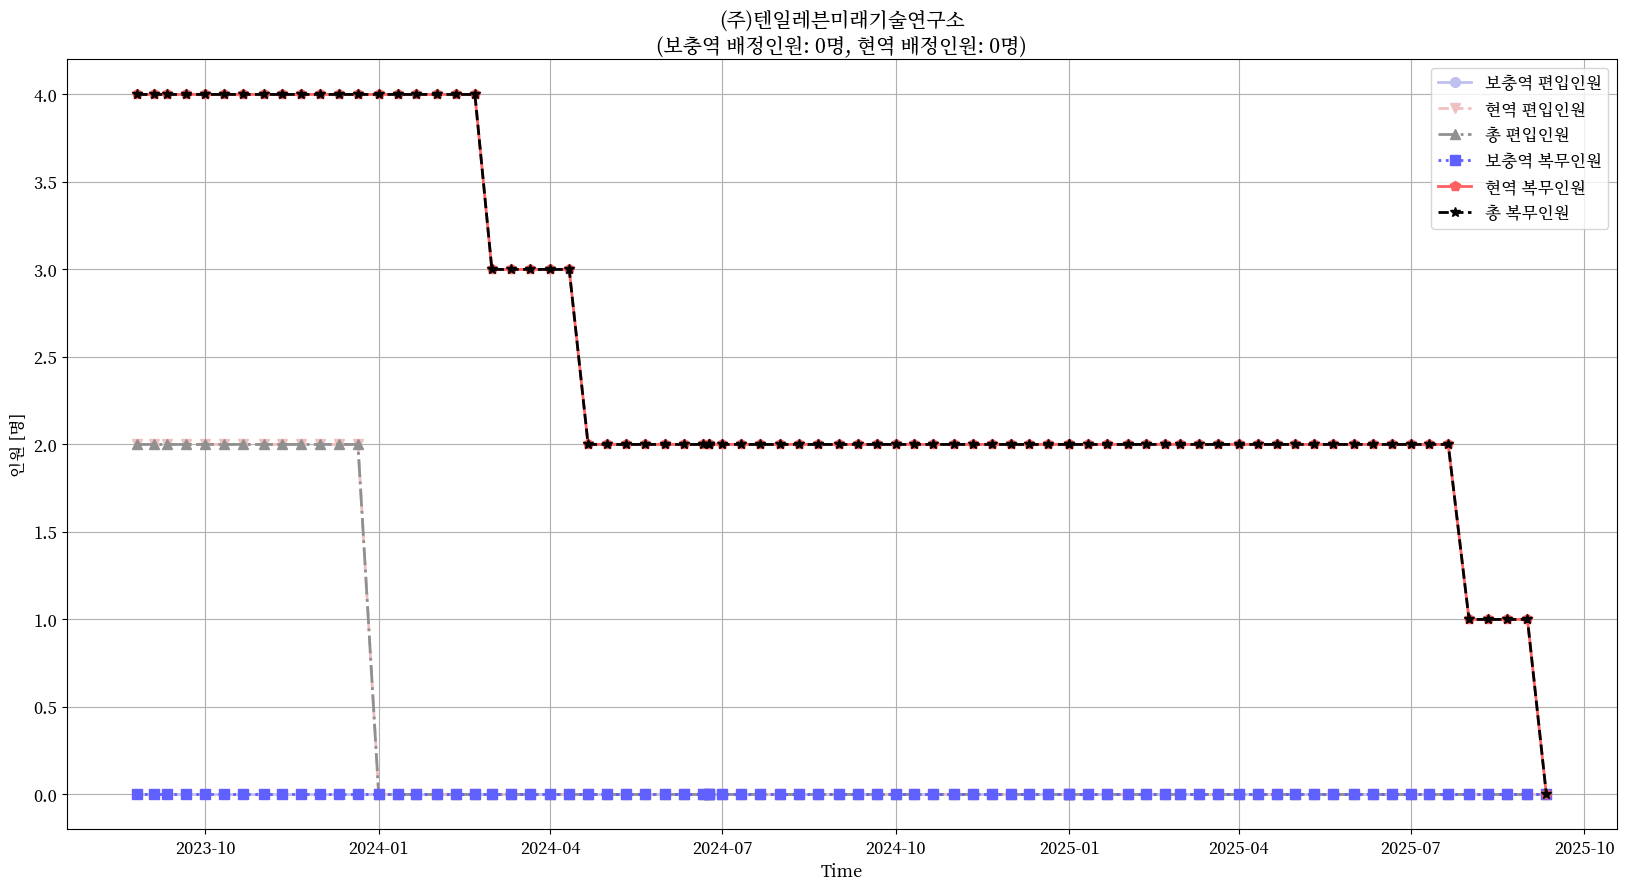 (주)텐일레븐미래기술연구소
(보충역 배정인원: 0명, 현역 배정인원: 0명)
보충역 편입인원
현역 편입인원
총 편입인원
보충역 복무인원
현역 복무인원
총 복무인원
인원 [명]
4.0
3.5
3.0
2.5
2.0
1.5
1.0
0.5
0.0
2023-10
2024-01
2024-04
2024-07
2024-10
2025-01
2025-04
2025-07
2025-10
Time